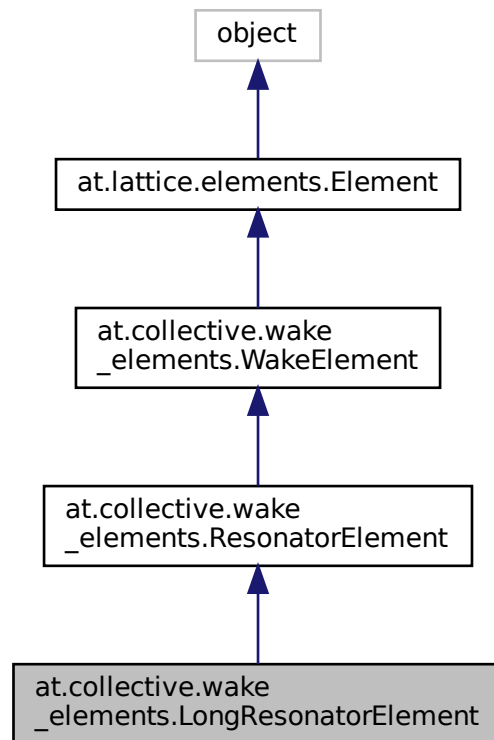 object
at.lattice.elements.Element
at.collective.wake
_elements.WakeElement
at.collective.wake
_elements.ResonatorElement
at.collective.wake
_elements.LongResonatorElement